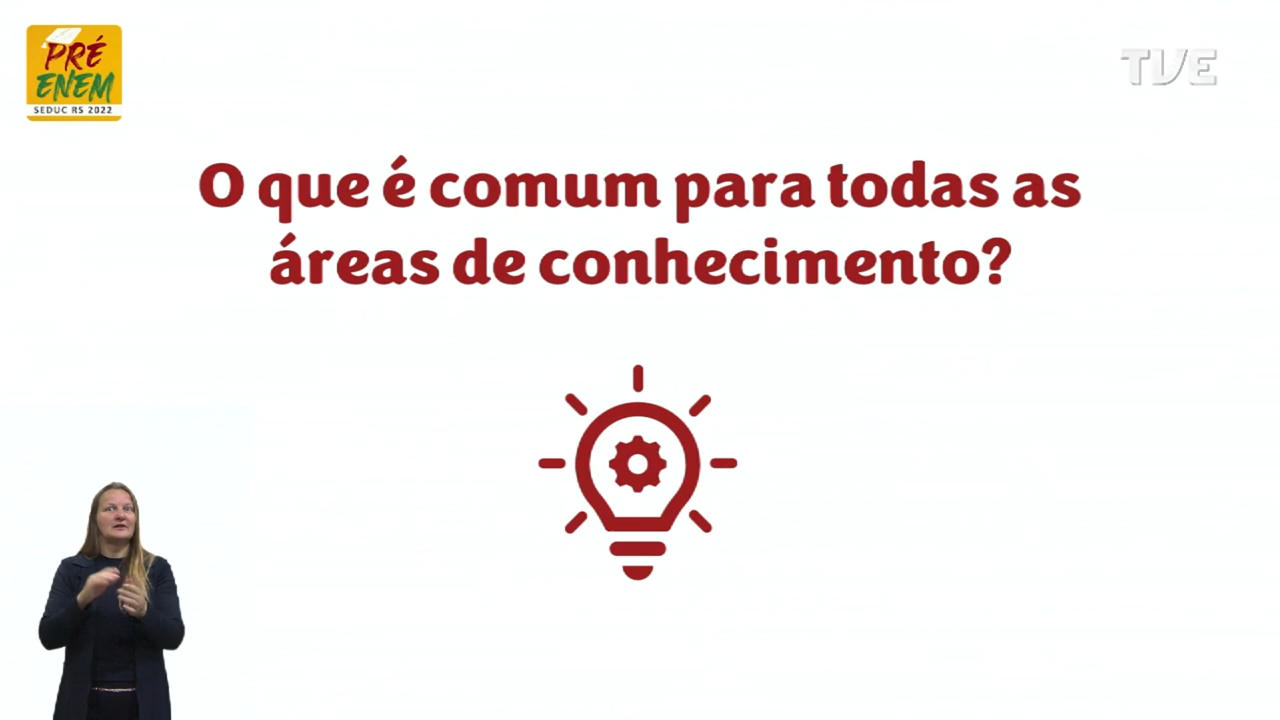 PRÉ
ENEM
SEDUC RS 2022
TVE
O que é comum para todas as
áreas de conhecimento?